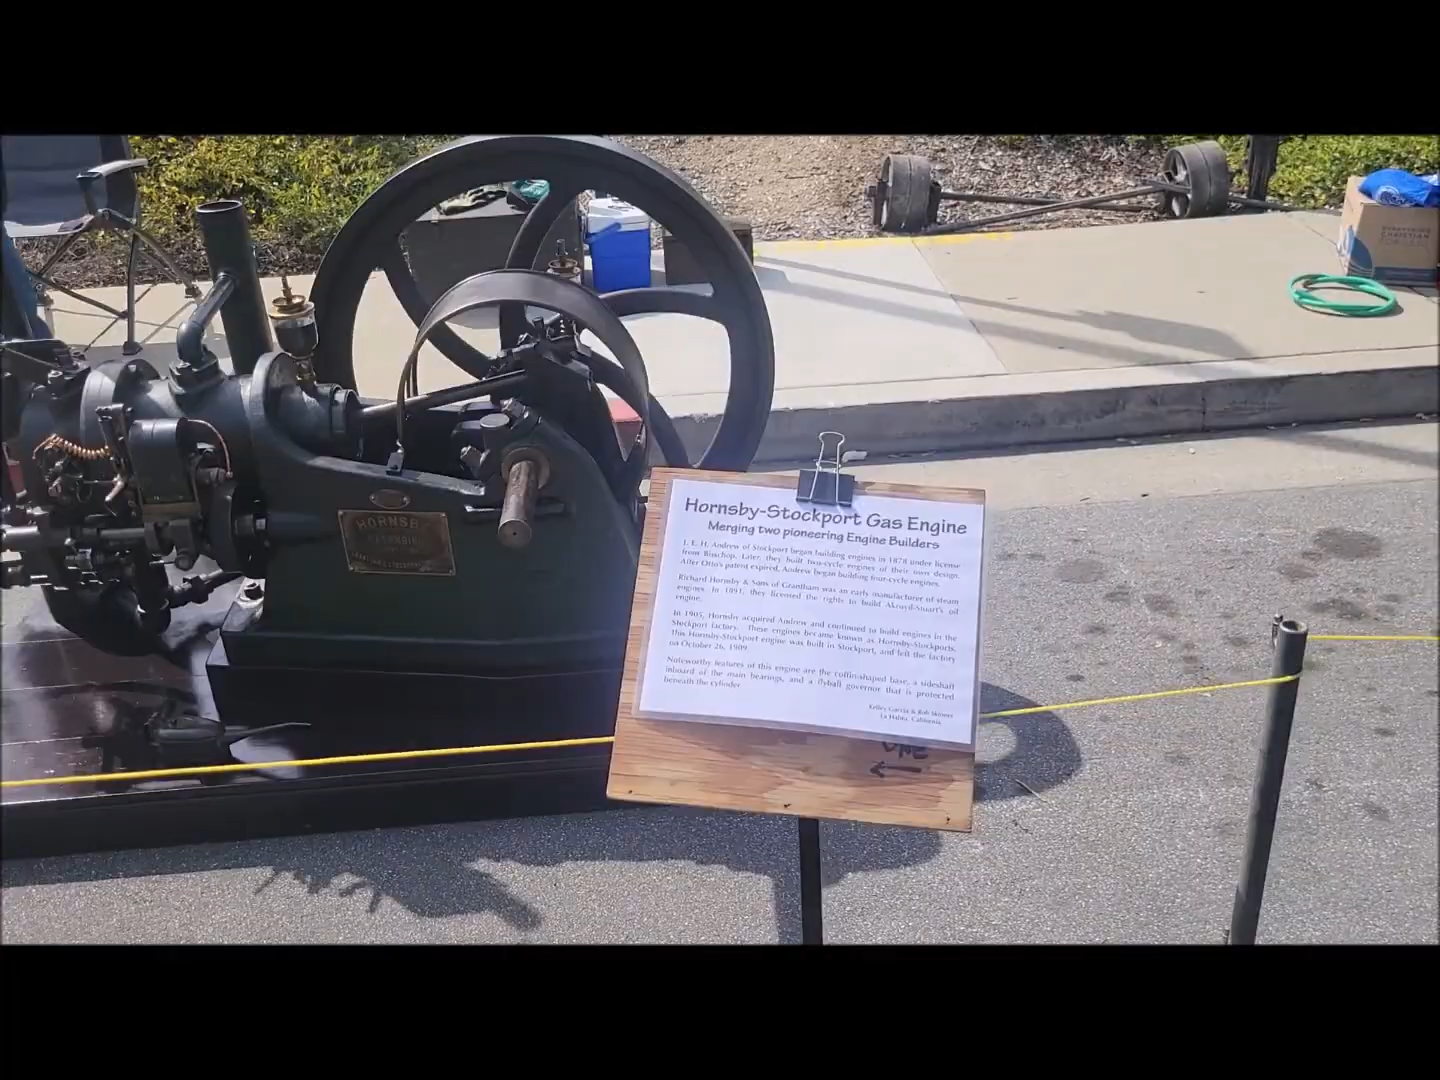 Hornsby-Stockport Gas Engine
Merging two pioneering Engine Builders
J. E. H. Andrew of Stockport began building engines in 1878 under license
from Bisschop. Later, they built two-cycle engines of their own design.
After Otto's patent expired, Andrew began building four-cycle engines.
Richard Hornsby & Sons of Grantham was an early manufacturer of steam
engines. In 1891, they licensed the rights to build Akroyd-Stuart's oil
engine.
In 1905, Hornsby acquired Andrew and continued to build engines in the
Stockport factory. These engines became known as Hornsby-Stockports.
This Hornsby-Stockport engine was built in Stockport, and left the factory
on October 26, 1909.
Noteworthy features of this engine are the coffin-shaped base, a sideshaft
inboard of the main bearings, and a flyball governor that is protected
beneath the cylinder.
Kelley Garcia & Rob Skinner
La Habra, California
HORNSB
CHRISTIAN